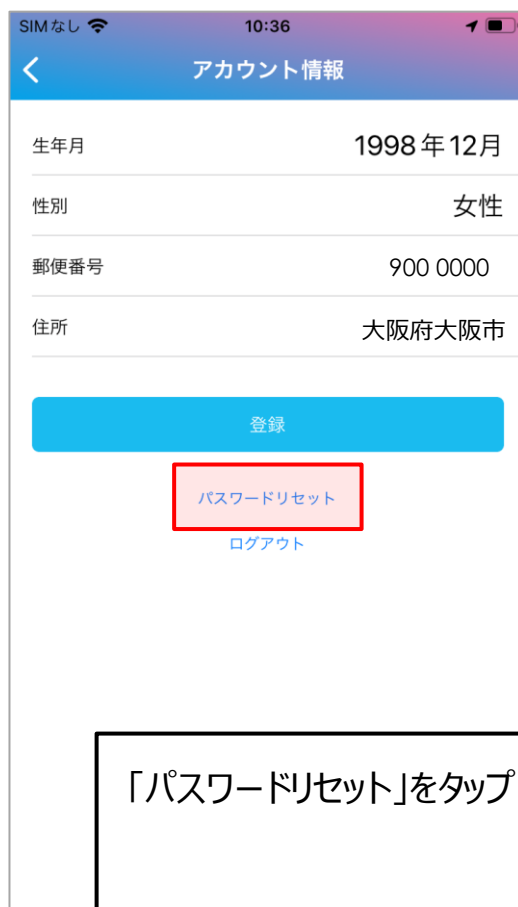 SIMなし 10:36
アカウント情報
生年月 1998年12月
性別 女性
郵便番号 900 0000
住所 大阪府大阪市
登録
パスワードリセット
ログアウト
「パスワードリセット」をタップ